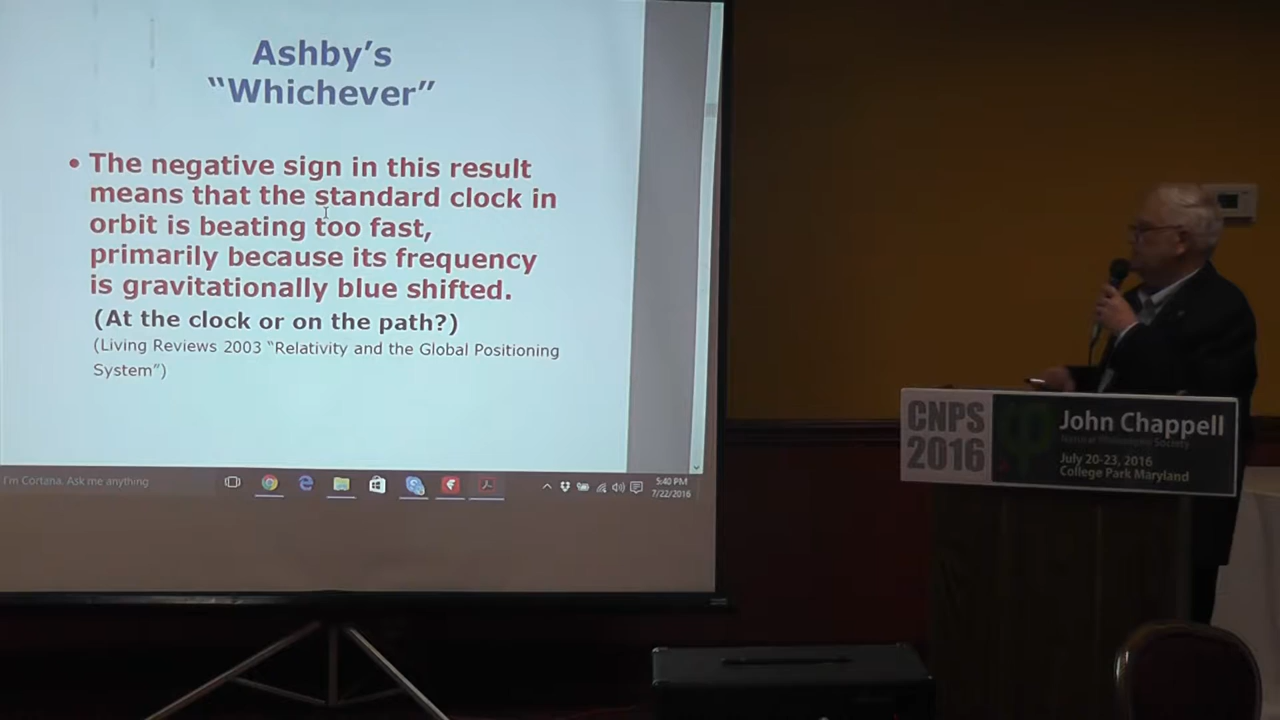 Ashby's
“Whichever”
• The negative sign in this result
means that the standard clock in
orbit is beating too fast,
primarily because its frequency
is gravitationally blue shifted.
(At the clock or on the path?)
(Living Reviews 2003 “Relativity and the Global Positioning
System”)
I'm Cortana. Ask me anything
5:40 PM
7/22/2016
CNPS
2016
John Chappell
Natural Philosophy Society
July 20-23, 2016
College Park Maryland